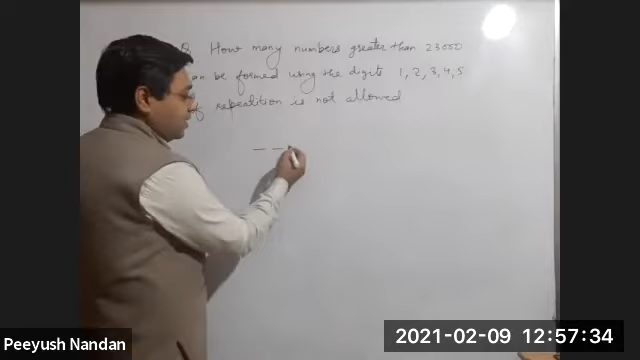 Q How many numbers greater than 23000
can be formed using the digits 1, 2, 3, 4, 5
if repetition is not allowed
Peeyush Nandan
2021-02-09 12:57:34